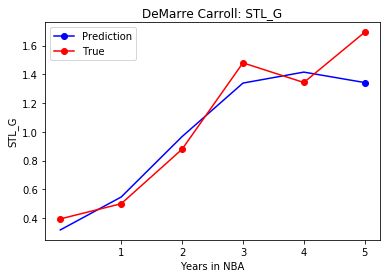 DeMarre Carroll: STL_G
Prediction
True
1.6
1.4
1.2
1.0
0.8
0.6
0.4
STL_G
1 2 3 4 5
Years in NBA